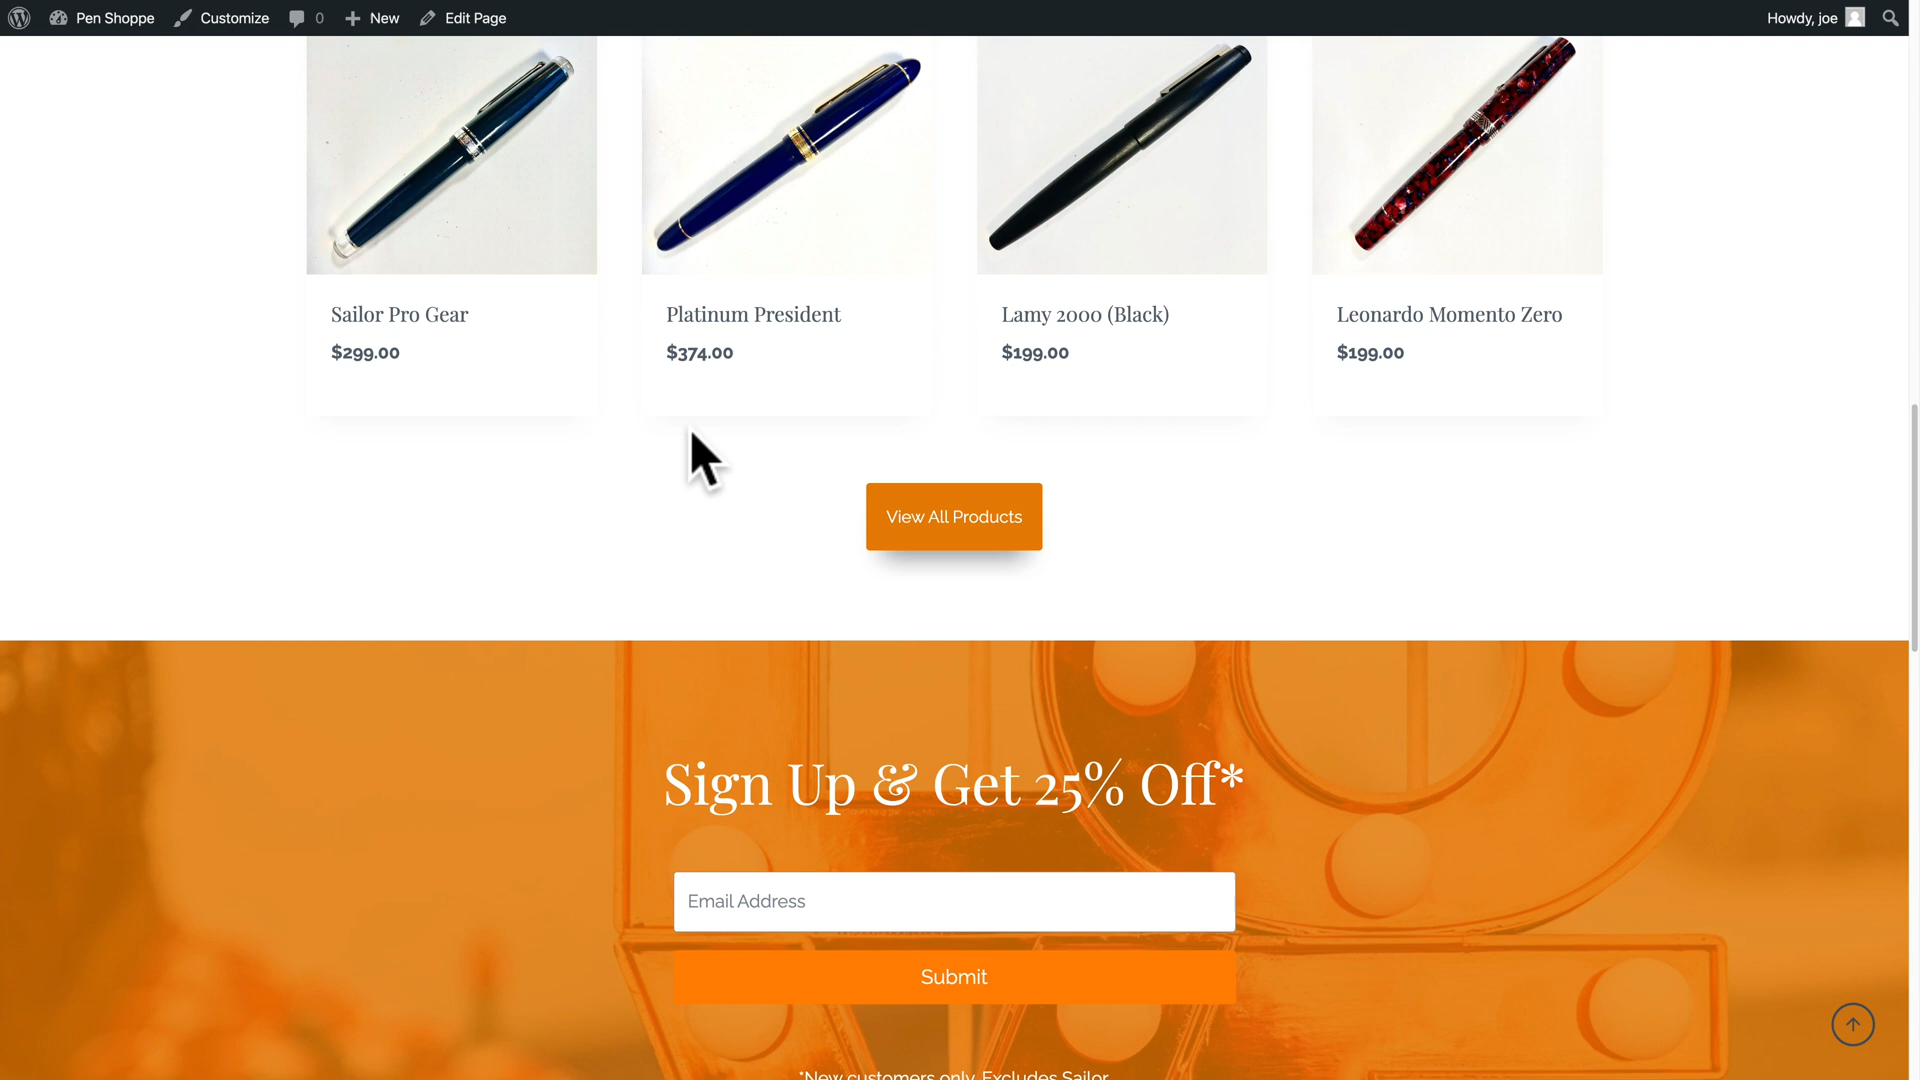 Pen Shoppe Customize 0 New Edit Page Howdy, joe
Sailor Pro Gear Platinum President Lamy 2000 (Black) Leonardo Momento Zero
$299.00 $374.00 $199.00 $199.00
View All Products
Sign Up & Get 25% Off*
Email Address
Submit
*New customers only. Excludes Sailor